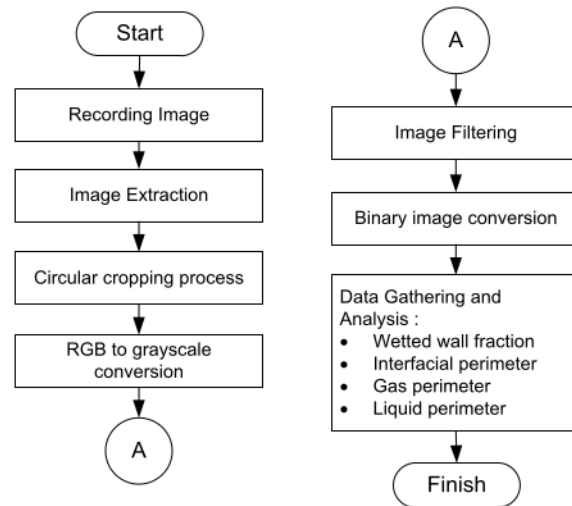 Start
Recording Image
Image Extraction
Circular cropping process
RGB to grayscale
conversion
A
A
Image Filtering
Binary image conversion
Data Gathering and
Analysis :
• Wetted wall fraction
• Interfacial perimeter
• Gas perimeter
• Liquid perimeter
Finish